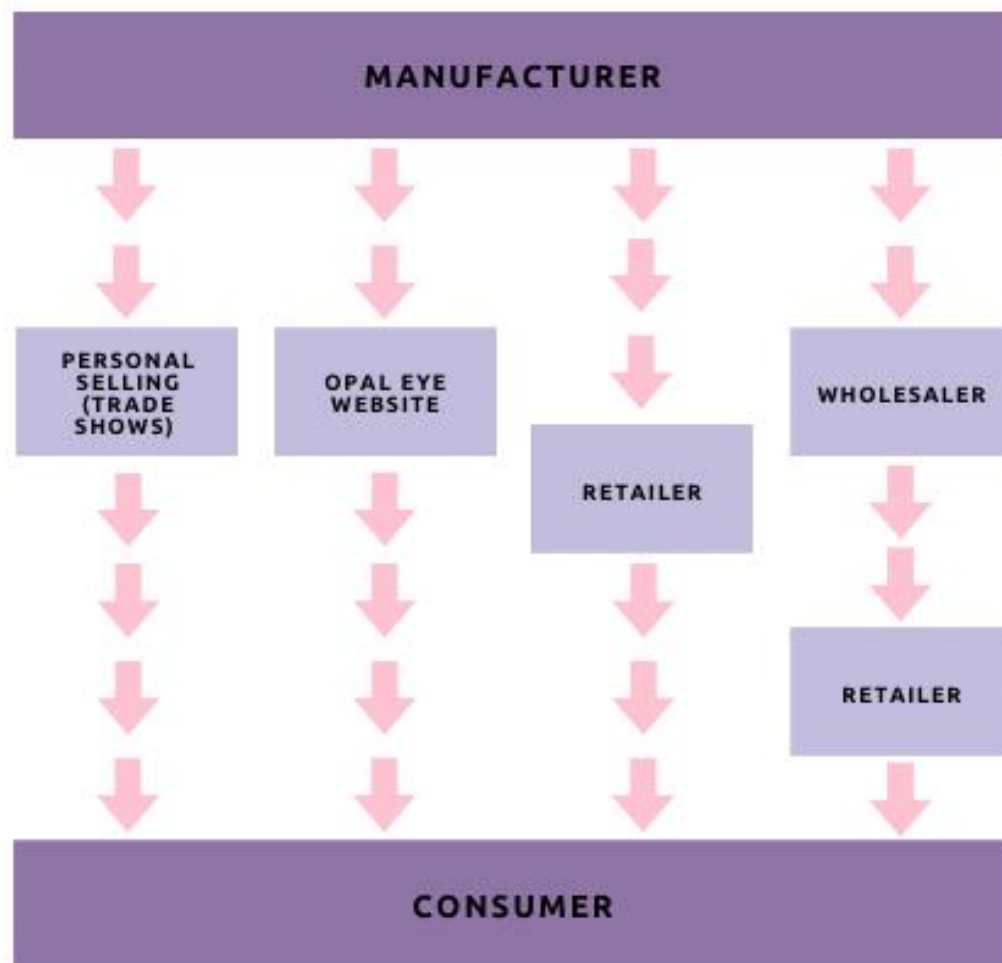 MANUFACTURER
PERSONAL
SELLING
(TRADE
SHOWS)
OPAL EYE
WEBSITE
RETAILER
WHOLESALER
RETAILER
CONSUMER